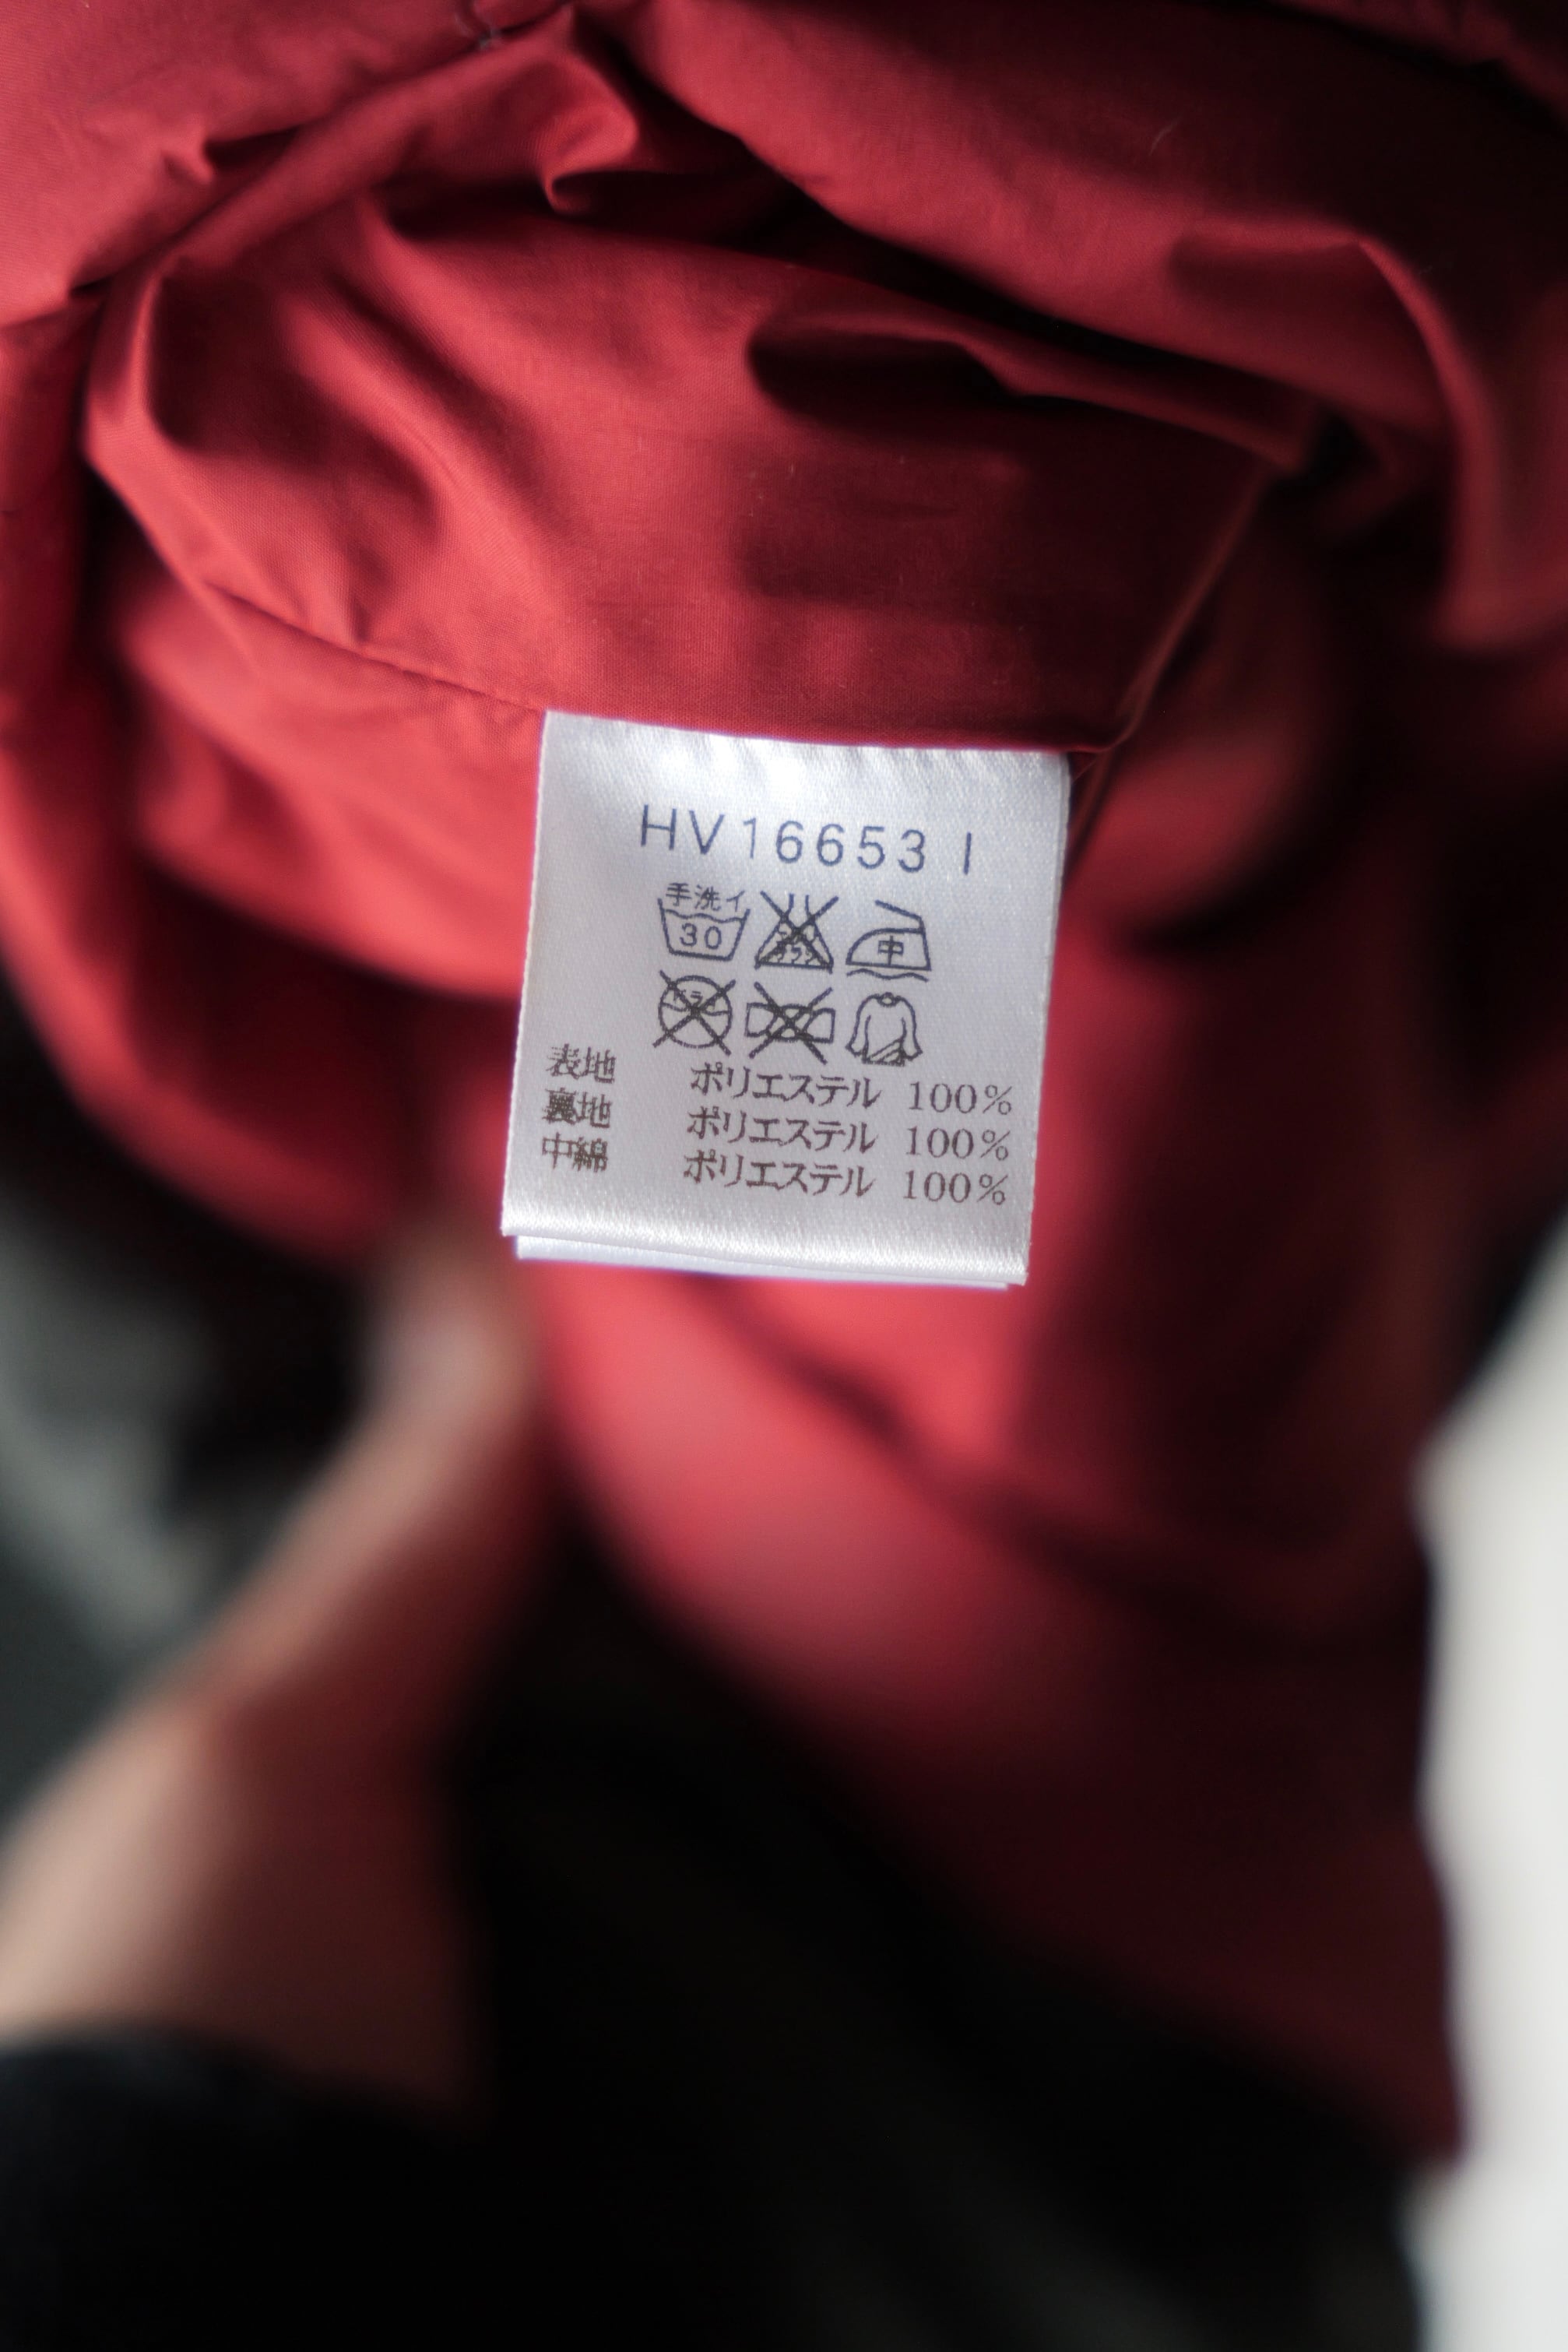 HV16653 I
手洗イ
30
中
表地 ポリエステル 100%
裏地 ポリエステル 100%
中綿 ポリエステル 100%